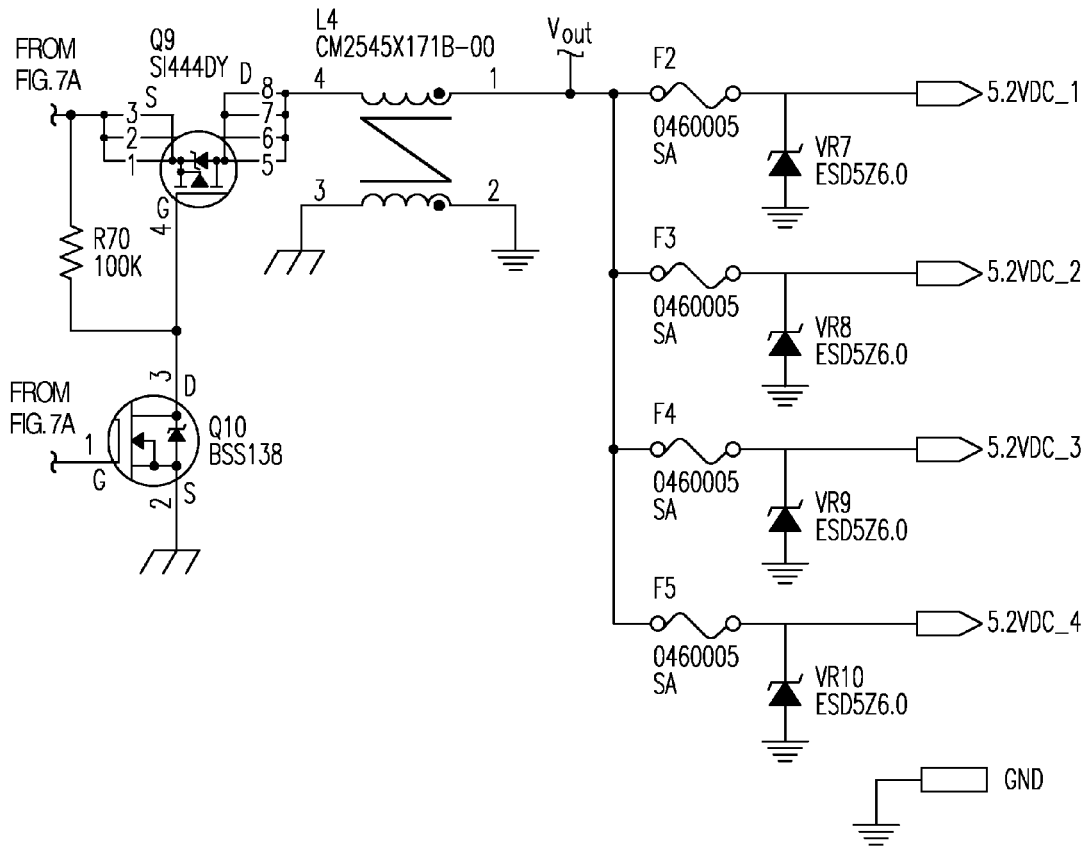 FROM
FIG. 7A
Q9
SI444DY
D
S
3
2
1
8
7
6
5
G
4
L4
CM2545X171B-00
4
1
3
2
Vout
R70
100K
FROM
FIG. 7A
1
G
3
D
Q10
BSS138
2
S
F2
0460005
SA
5.2VDC_1
VR7
ESD5Z6.0
F3
0460005
SA
5.2VDC_2
VR8
ESD5Z6.0
F4
0460005
SA
5.2VDC_3
VR9
ESD5Z6.0
F5
0460005
SA
5.2VDC_4
VR10
ESD5Z6.0
GND